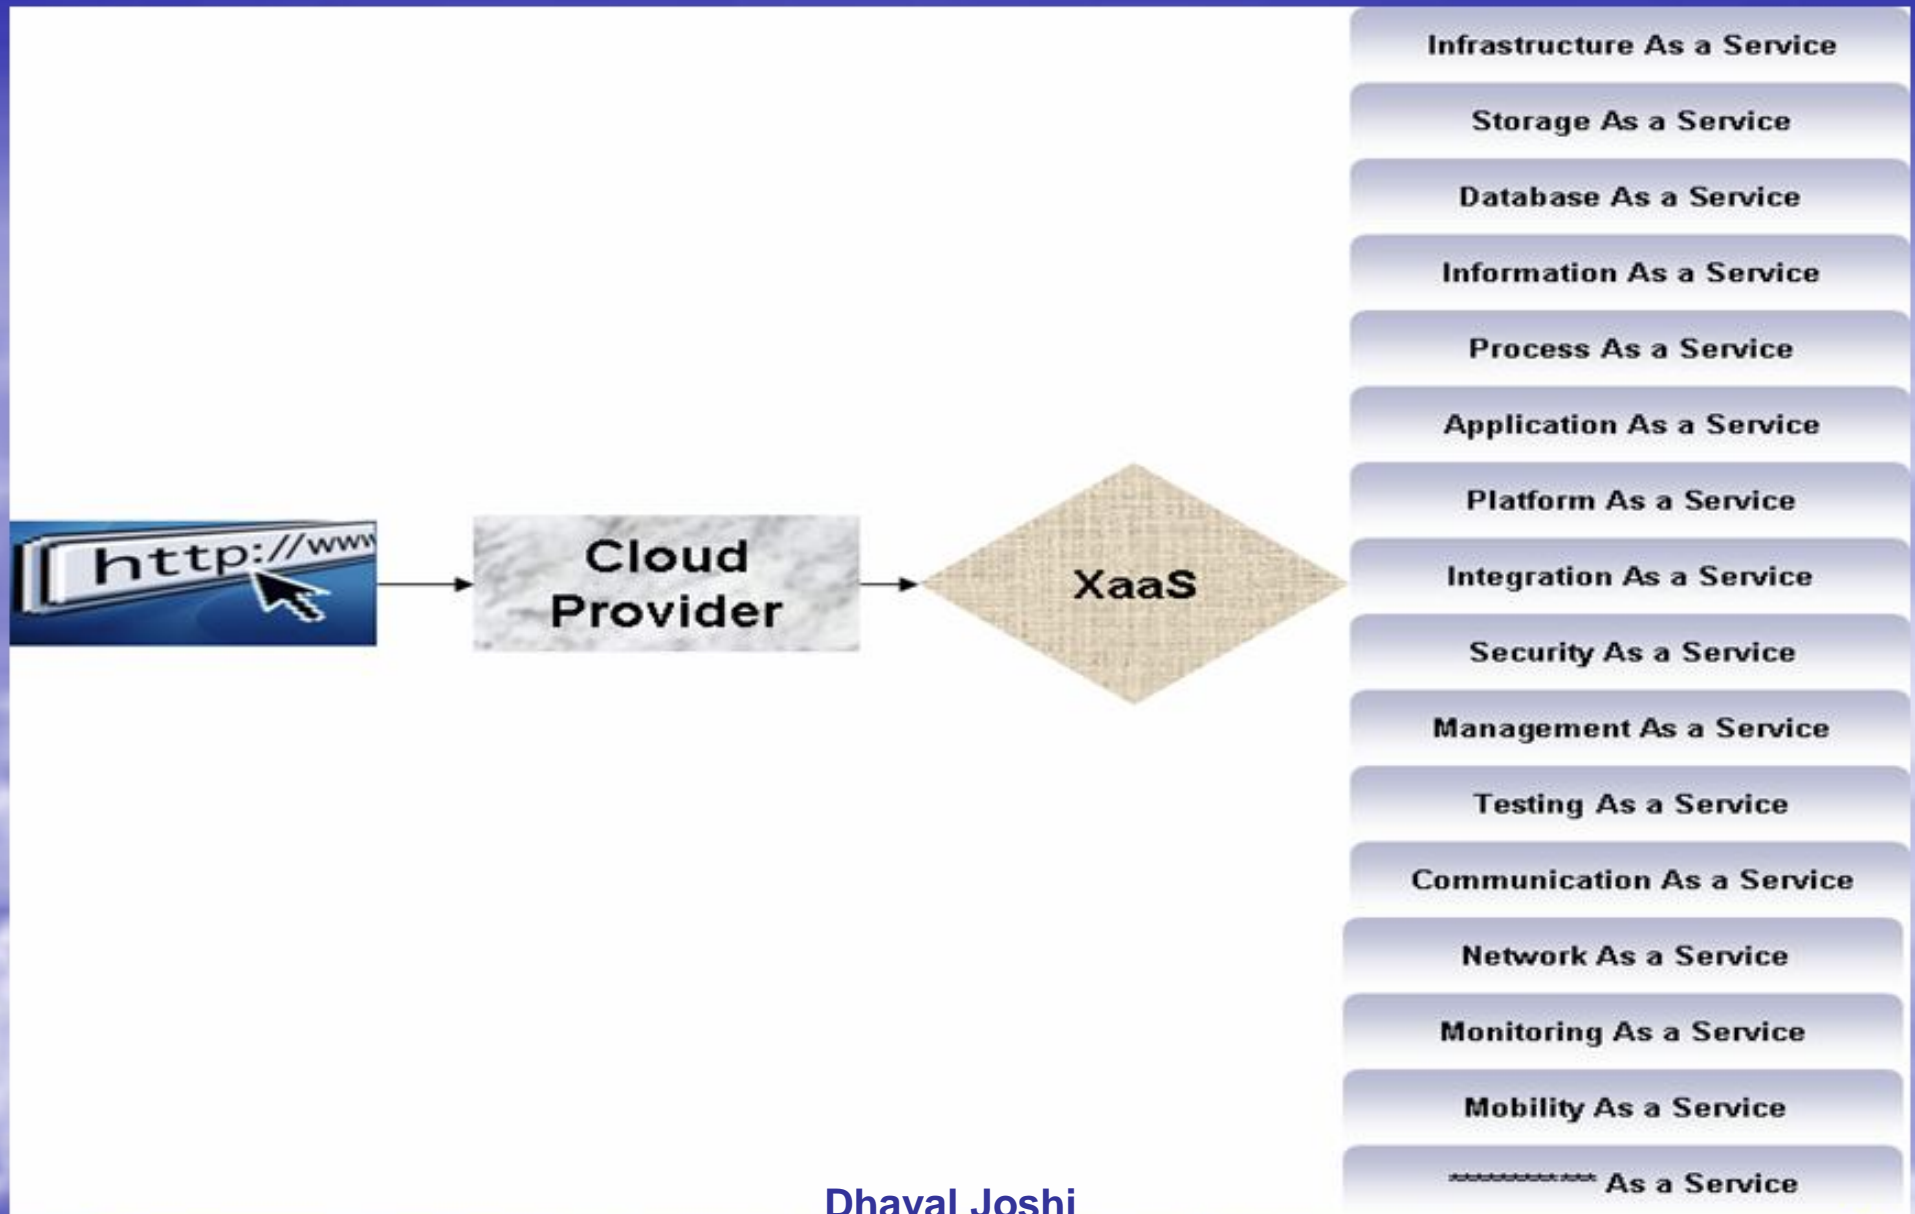 http://www
Cloud
Provider
XaaS
Infrastructure As a Service
Storage As a Service
Database As a Service
Information As a Service
Process As a Service
Application As a Service
Platform As a Service
Integration As a Service
Security As a Service
Management As a Service
Testing As a Service
Communication As a Service
Network As a Service
Monitoring As a Service
Mobility As a Service
************ As a Service
Dhaval Joshi